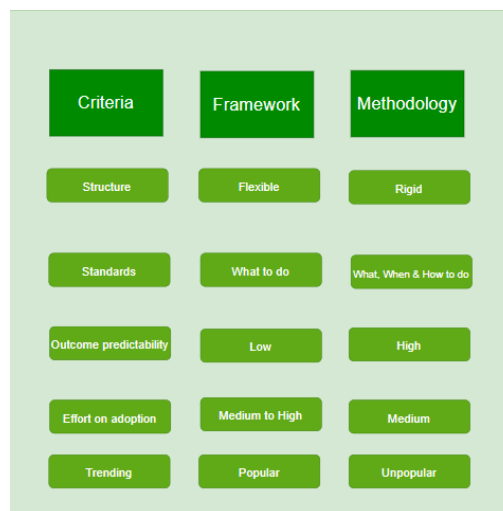 Criteria
Framework
Methodology
Structure
Flexible
Rigid
Standards
What to do
What, When & How to do
Outcome predictability
Low
High
Effort on adoption
Medium to High
Medium
Trending
Popular
Unpopular